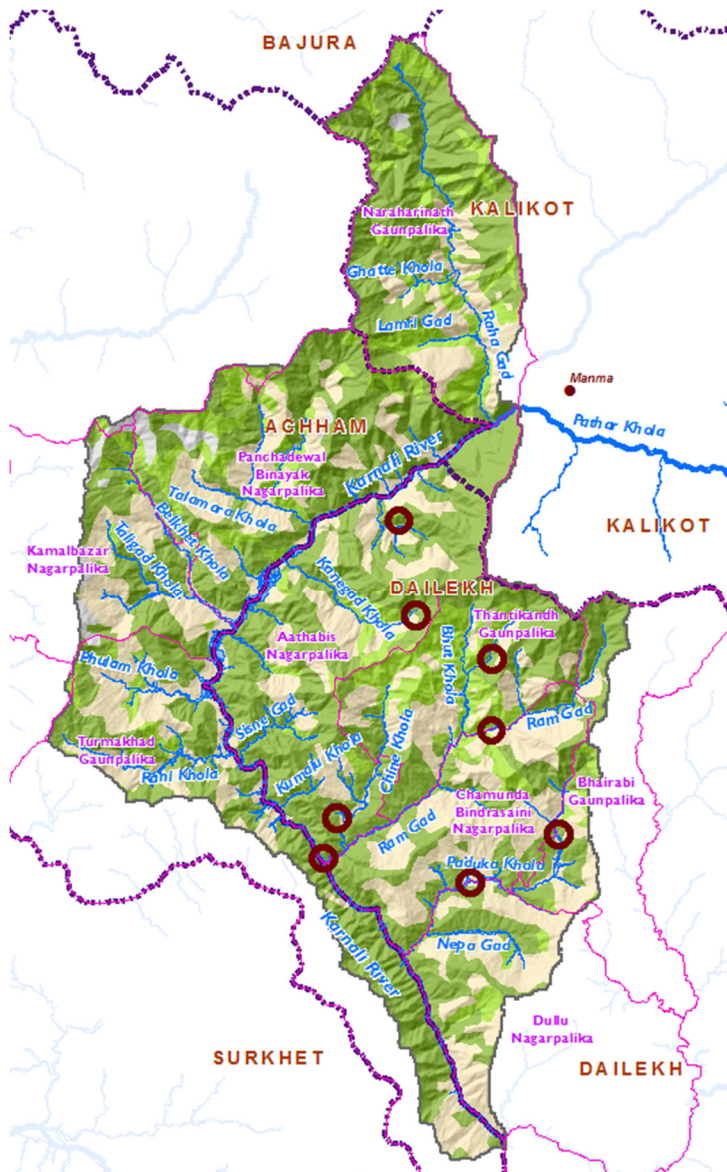 BAJURA
KALIKOT
Naraharinath
Gaunpalika
Ghatte Khola
Lamri Gad
Raha Gad
Manma
Pathar Khola
ACHHAM
Panchadewal
Binayak
Nagarpalika
Karnali River
KALIKOT
Talamara Khola
Belkhet Khola
Taligad Khola
Kamalbazar
Nagarpalika
Kanegad Khola
DAILEKH
Thantikandh
Gaunpalika
Aathabis
Nagarpalika
Bhut Khola
Phulam Khola
Sisne Gad
Chine Khola
Ram Gad
Turmakhad
Gaunpalika
Rahi Khola
Kumalu Khola
Chamunda
Bindrasaini
Nagarpalika
Bhairabi
Gaunpalika
Ram Gad
Paduka Khola
Karnali River
Nepa Gad
Dullu
Nagarpalika
SURKHET
DAILEKH